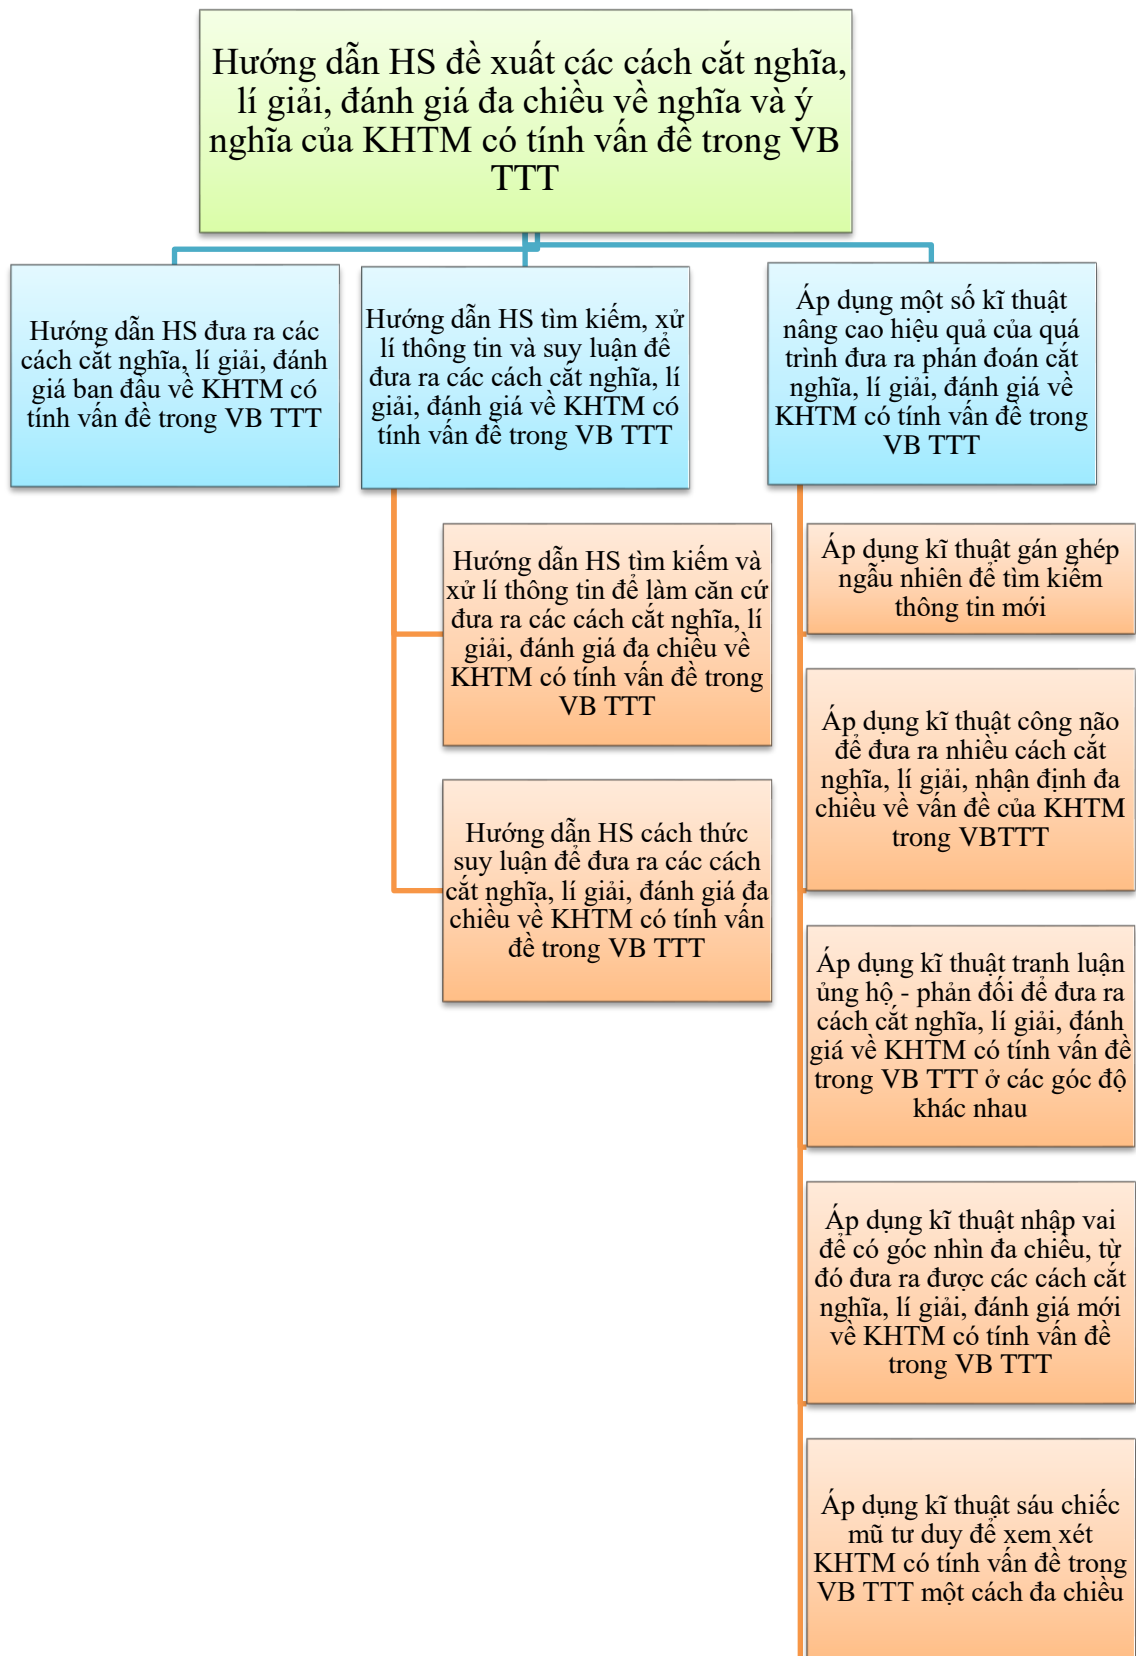 Hướng dẫn HS đề xuất các cách cắt nghĩa,
lí giải, đánh giá đa chiều về nghĩa và ý
nghĩa của KHTM có tính vấn đề trong VB
TTT
Hướng dẫn HS đưa ra các
cách cắt nghĩa, lí giải, đánh
giá ban đầu về KHTM có
tính vấn đề trong VB TTT
Hướng dẫn HS tìm kiếm, xử
lí thông tin và suy luận để
đưa ra các cách cắt nghĩa, lí
giải, đánh giá về KHTM có
tính vấn đề trong VB TTT
Hướng dẫn HS tìm kiếm và
xử lí thông tin để làm căn cứ
đưa ra các cách cắt nghĩa, lí
giải, đánh giá đa chiều về
KHTM có tính vấn đề trong
VB TTT
Hướng dẫn HS cách thức
suy luận để đưa ra các cách
cắt nghĩa, lí giải, đánh giá đa
chiều về KHTM có tính vấn
đề trong VB TTT
Áp dụng một số kĩ thuật
nâng cao hiệu quả của quá
trình đưa ra phán đoán cắt
nghĩa, lí giải, đánh giá về
KHTM có tính vấn đề trong
VB TTT
Áp dụng kĩ thuật gán ghép
ngẫu nhiên để tìm kiếm
thông tin mới
Áp dụng kĩ thuật công não
để đưa ra nhiều cách cắt
nghĩa, lí giải, nhận định đa
chiều về vấn đề của KHTM
trong VBTTT
Áp dụng kĩ thuật tranh luận
ủng hộ - phản đối để đưa ra
cách cắt nghĩa, lí giải, đánh
giá về KHTM có tính vấn đề
trong VB TTT ở các góc độ
khác nhau
Áp dụng kĩ thuật nhập vai
để có góc nhìn đa chiều, từ
đó đưa ra được các cách cắt
nghĩa, lí giải, đánh giá mới
về KHTM có tính vấn đề
trong VB TTT
Áp dụng kĩ thuật sáu chiếc
mũ tư duy để xem xét
KHTM có tính vấn đề trong
VB TTT một cách đa chiều